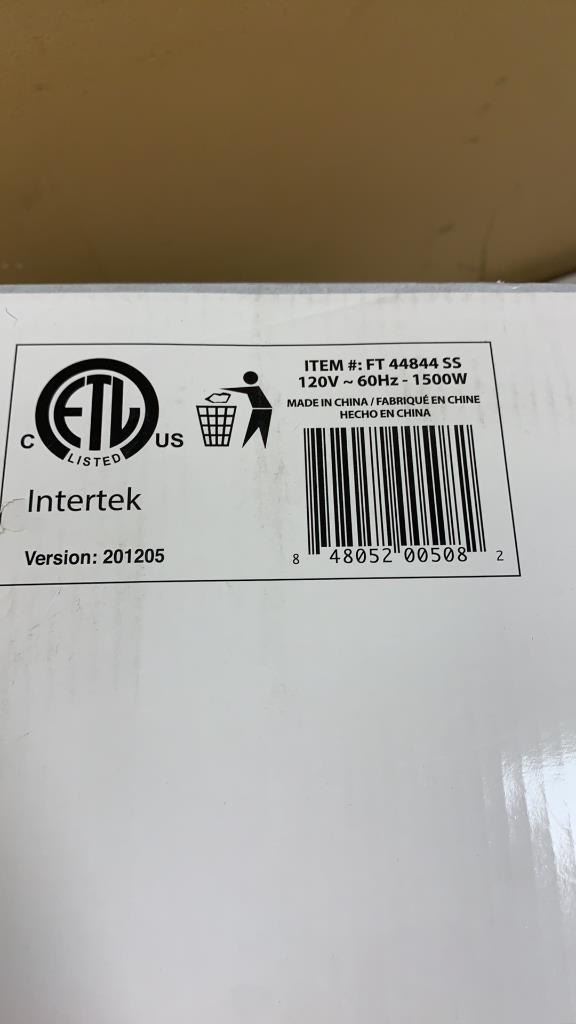 ETL
LISTED
C
US
Intertek
Version: 201205
ITEM #: FT 44844 SS
120V ~ 60Hz - 1500W
MADE IN CHINA / FABRIQUÉ EN CHINE
HECHO EN CHINA
8 48052 00508 2